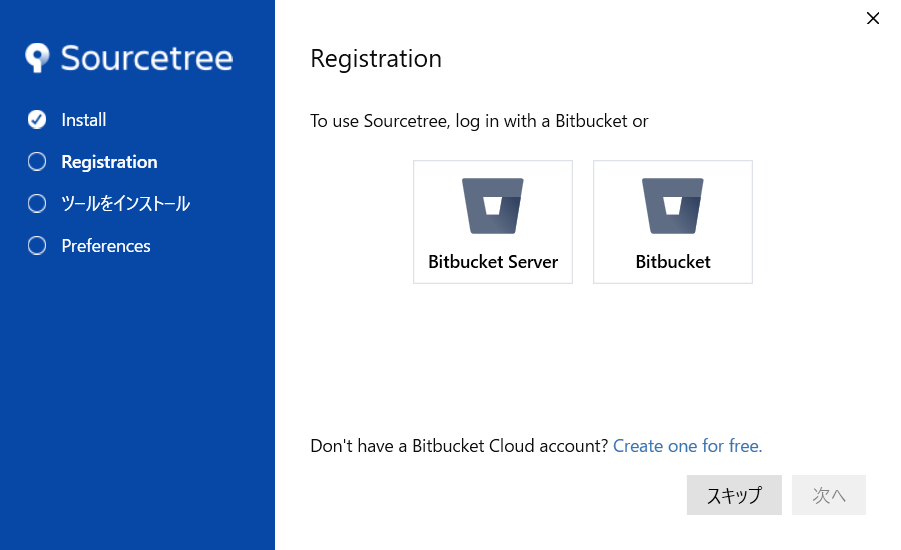 Sourcetree
Install
Registration
ツールをインストール
Preferences
Registration
To use Sourcetree, log in with a Bitbucket or
Bitbucket Server
Bitbucket
Don't have a Bitbucket Cloud account? Create one for free.
スキップ
次へ